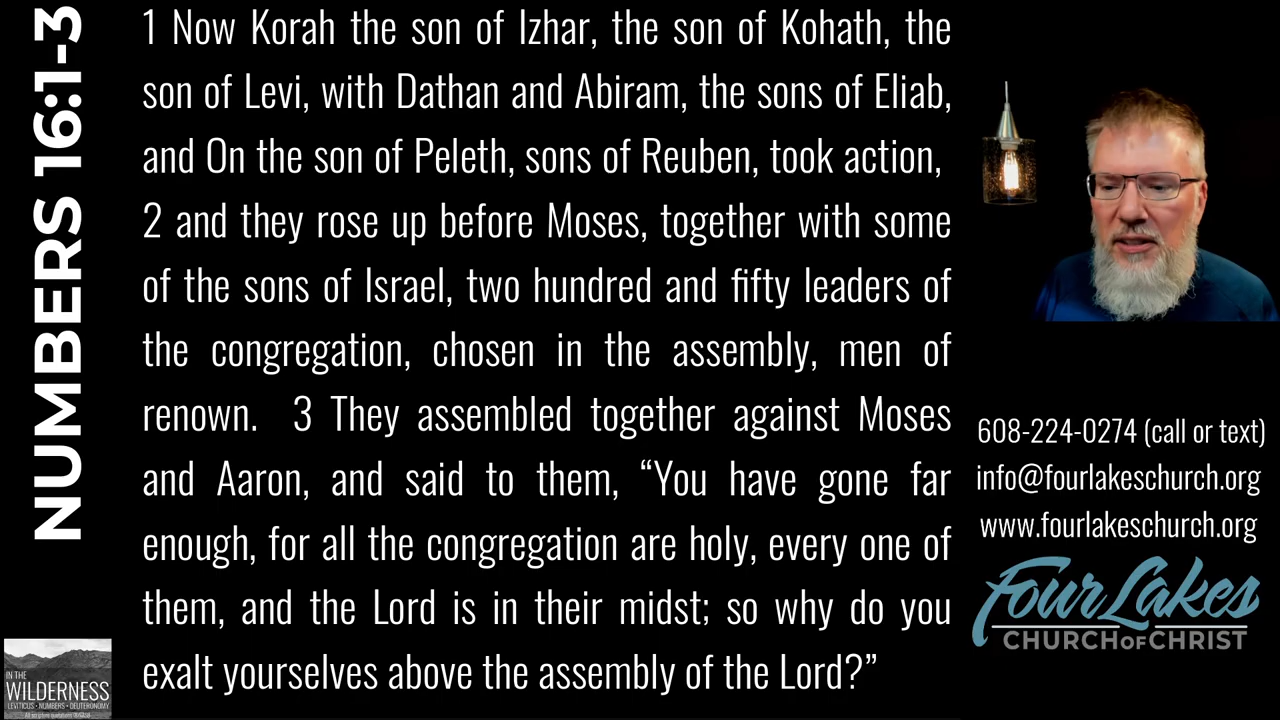 NUMBERS 16:1-3
1 Now Korah the son of Izhar, the son of Kohath, the
son of Levi, with Dathan and Abiram, the sons of Eliab,
and On the son of Peleth, sons of Reuben, took action,
2 and they rose up before Moses, together with some
of the sons of Israel, two hundred and fifty leaders of
the congregation, chosen in the assembly, men of
renown. 3 They assembled together against Moses
and Aaron, and said to them, “You have gone far
enough, for all the congregation are holy, every one of
them, and the Lord is in their midst; so why do you
exalt yourselves above the assembly of the Lord?”
608-224-0274 (call or text)
info@fourlakeschurch.org
www.fourlakeschurch.org
Four Lakes
CHURCH OF CHRIST
IN THE
WILDERNESS
LEVITICUS • NUMBERS • DEUTERONOMY